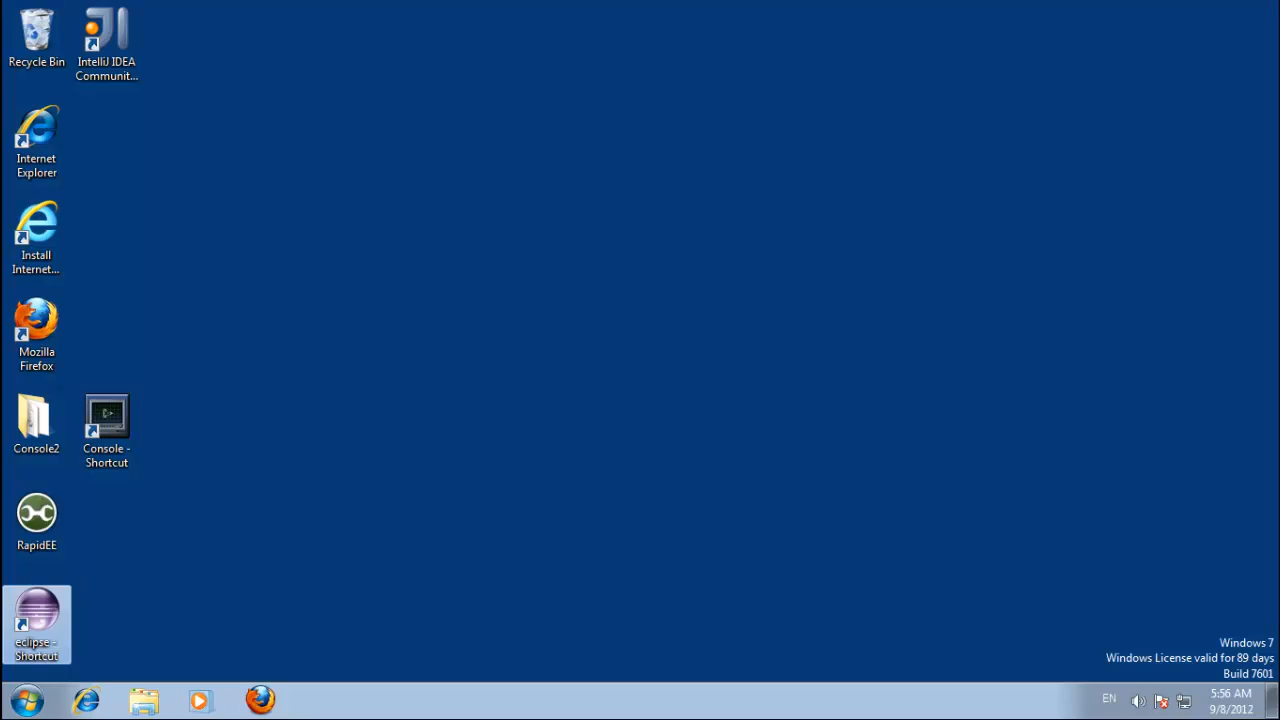 Recycle Bin
IntelliJ IDEA
Communit...
Internet
Explorer
Install
Internet...
Mozilla
Firefox
Console2
Console -
Shortcut
RapidEE
eclipse -
Shortcut
Windows 7
Windows License valid for 89 days
Build 7601
EN
5:56 AM
9/8/2012